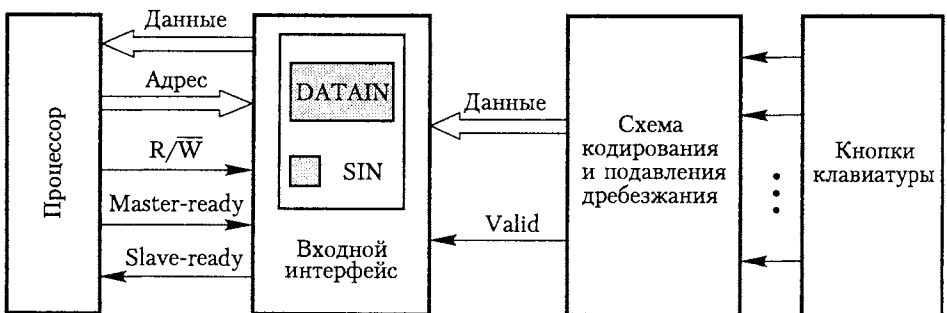 Процессор
Данные
Адрес
R/W̅
Master-ready
Slave-ready
DATAIN
SIN
Входной
интерфейс
Данные
Valid
Схема
кодирования
и подавления
дребезжания
Кнопки
клавиатуры